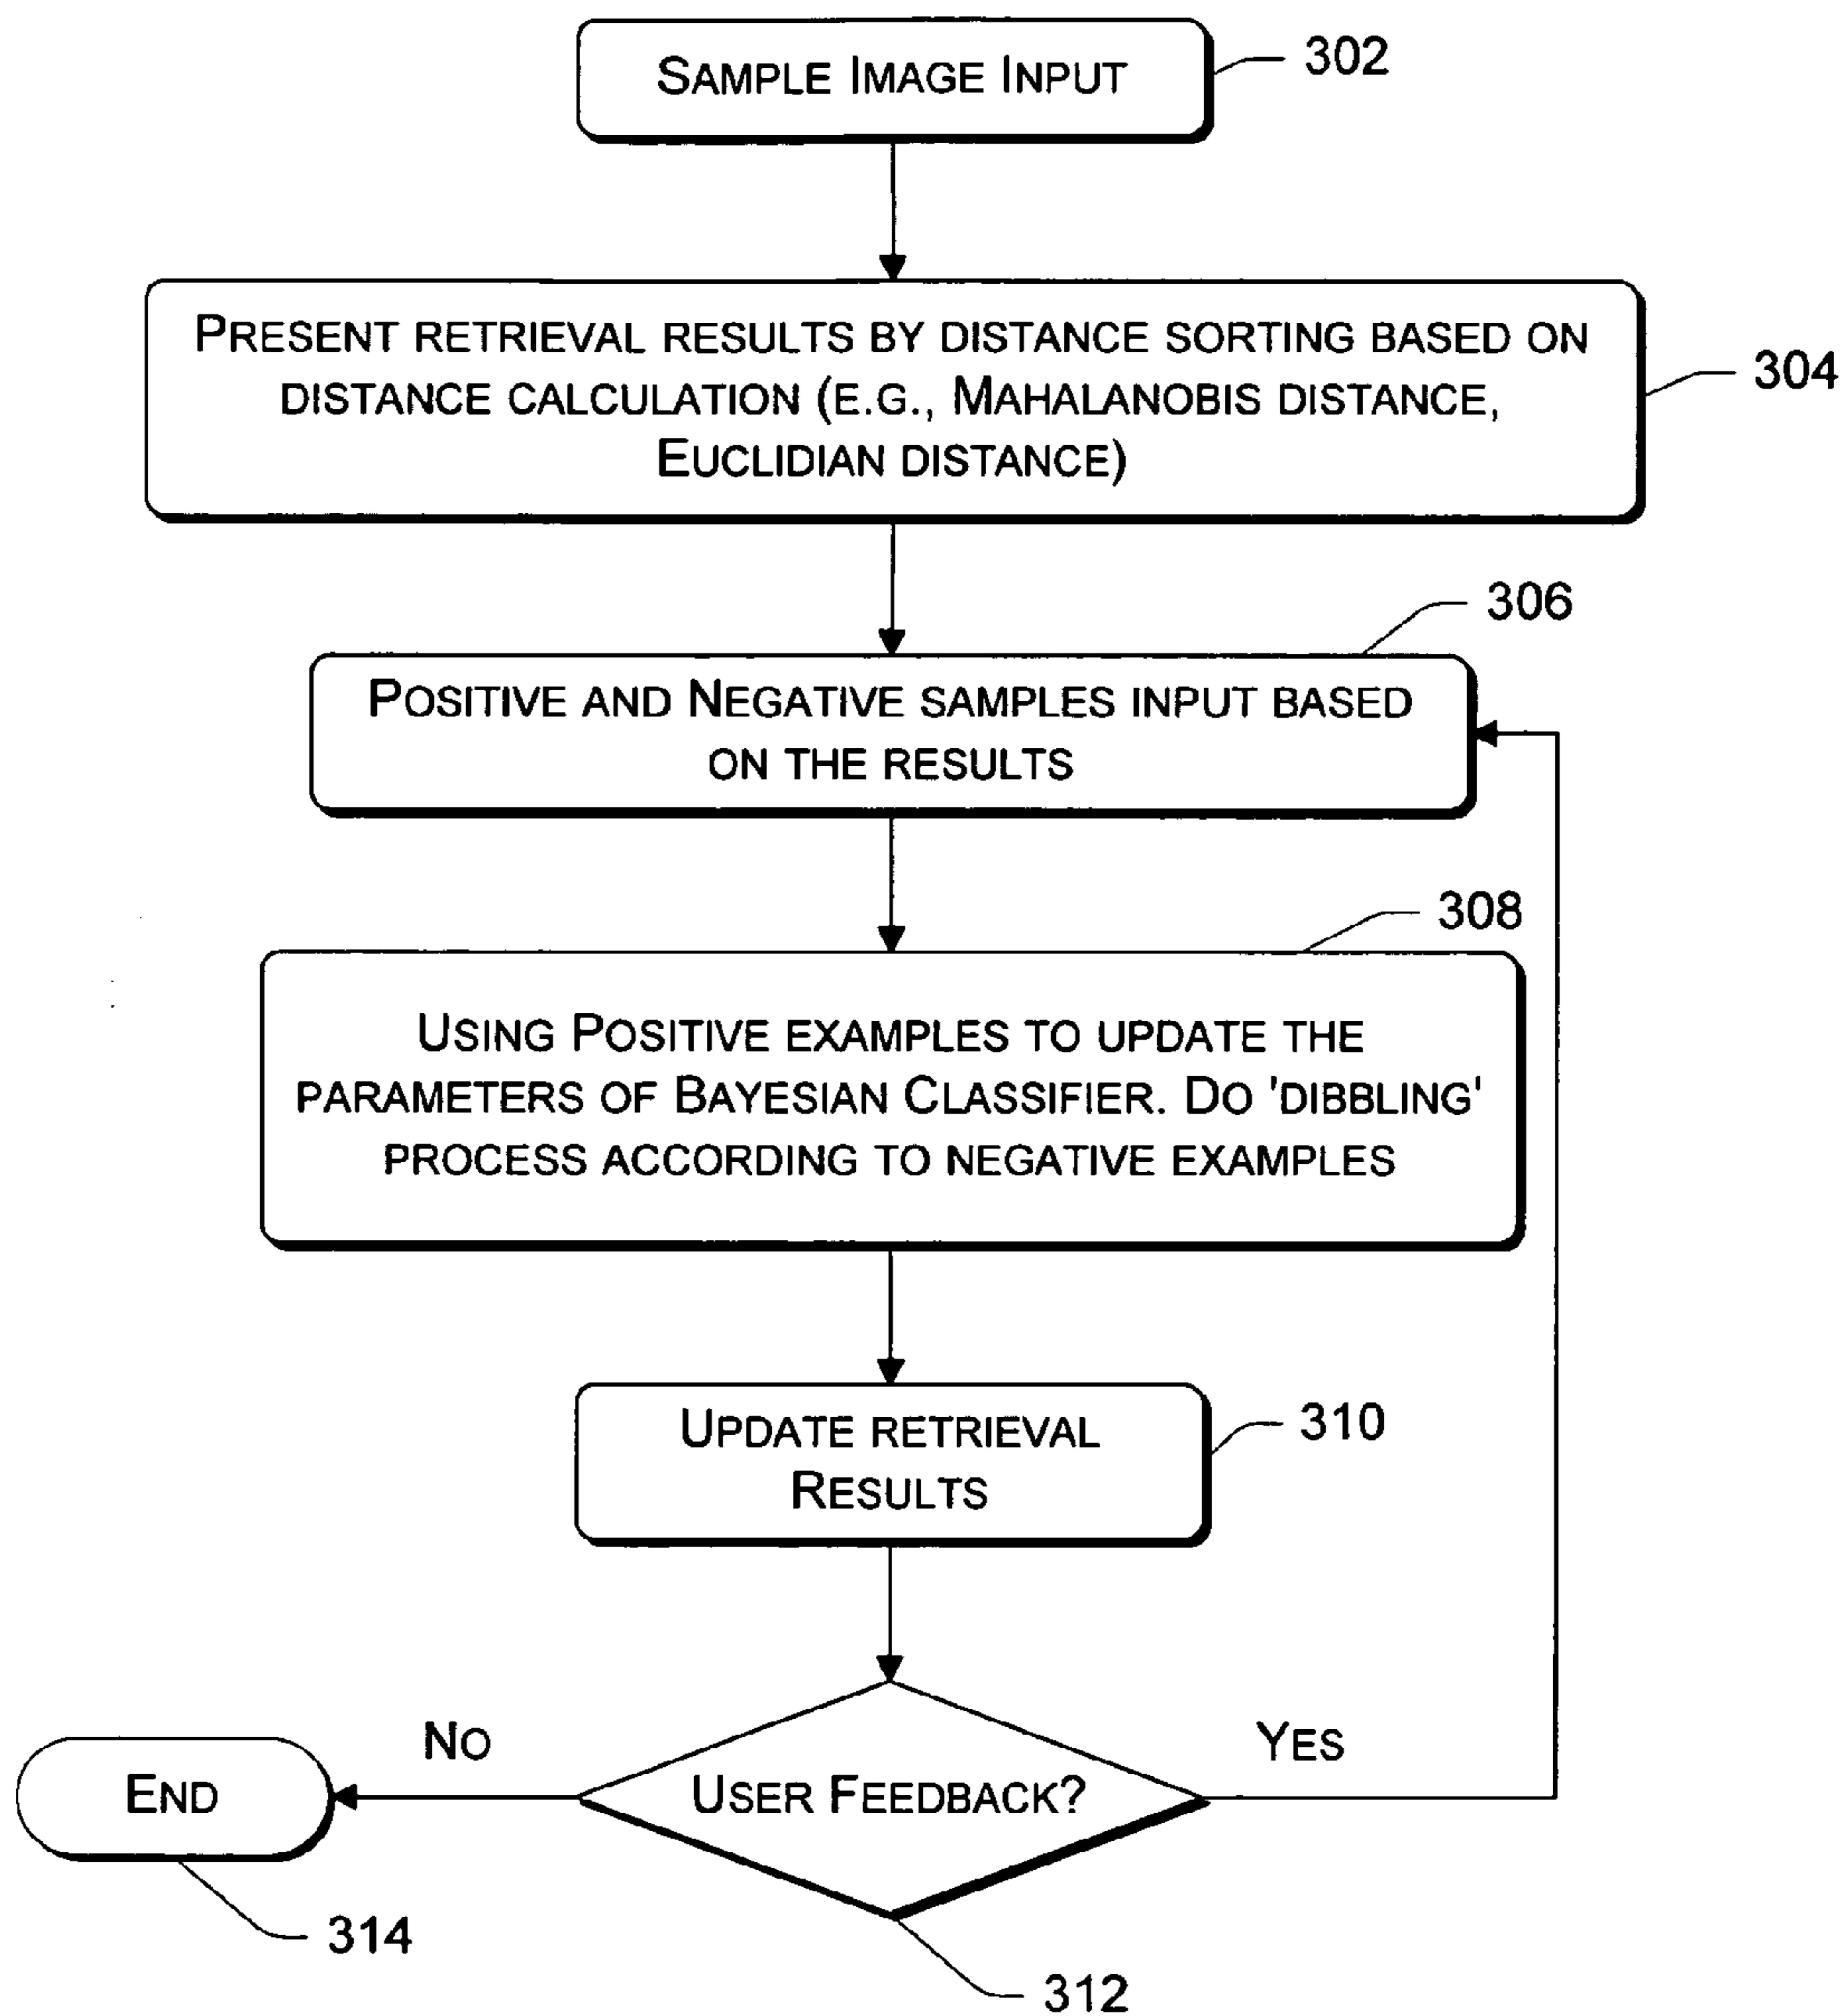 SAMPLE IMAGE INPUT
302
PRESENT RETRIEVAL RESULTS BY DISTANCE SORTING BASED ON
DISTANCE CALCULATION (E.G., MAHALANOBIS DISTANCE,
EUCLIDIAN DISTANCE)
304
306
POSITIVE AND NEGATIVE SAMPLES INPUT BASED
ON THE RESULTS
308
USING POSITIVE EXAMPLES TO UPDATE THE
PARAMETERS OF BAYESIAN CLASSIFIER. DO 'DIBBLING'
PROCESS ACCORDING TO NEGATIVE EXAMPLES
UPDATE RETRIEVAL
RESULTS
310
NO
YES
END
USER FEEDBACK?
314
312